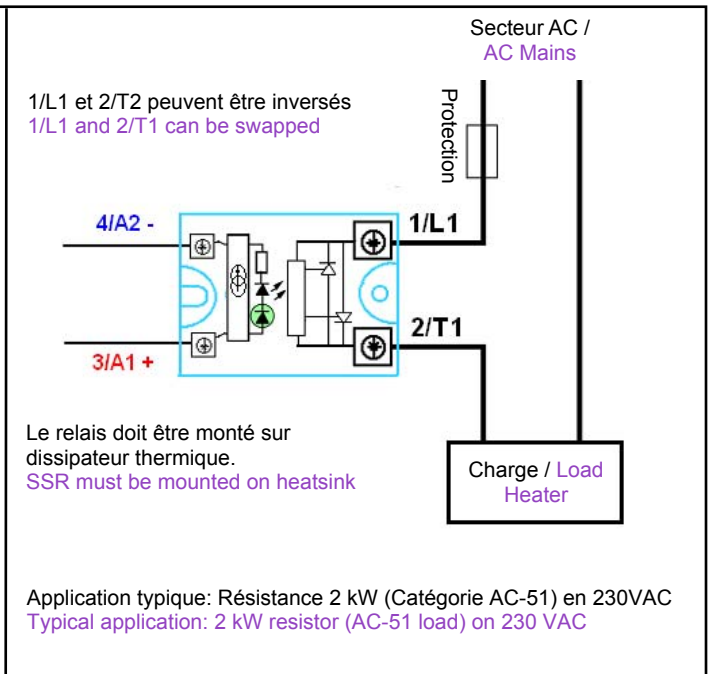 Secteur AC /
AC Mains
1/L1 et 2/T2 peuvent être inversés
1/L1 and 2/T1 can be swapped
Protection
4/A2 -
1/L1
2/T1
3/A1 +
Le relais doit être monté sur
dissipateur thermique.
SSR must be mounted on heatsink
Charge / Load
Heater
Application typique: Résistance 2 kW (Catégorie AC-51) en 230VAC
Typical application: 2 kW resistor (AC-51 load) on 230 VAC